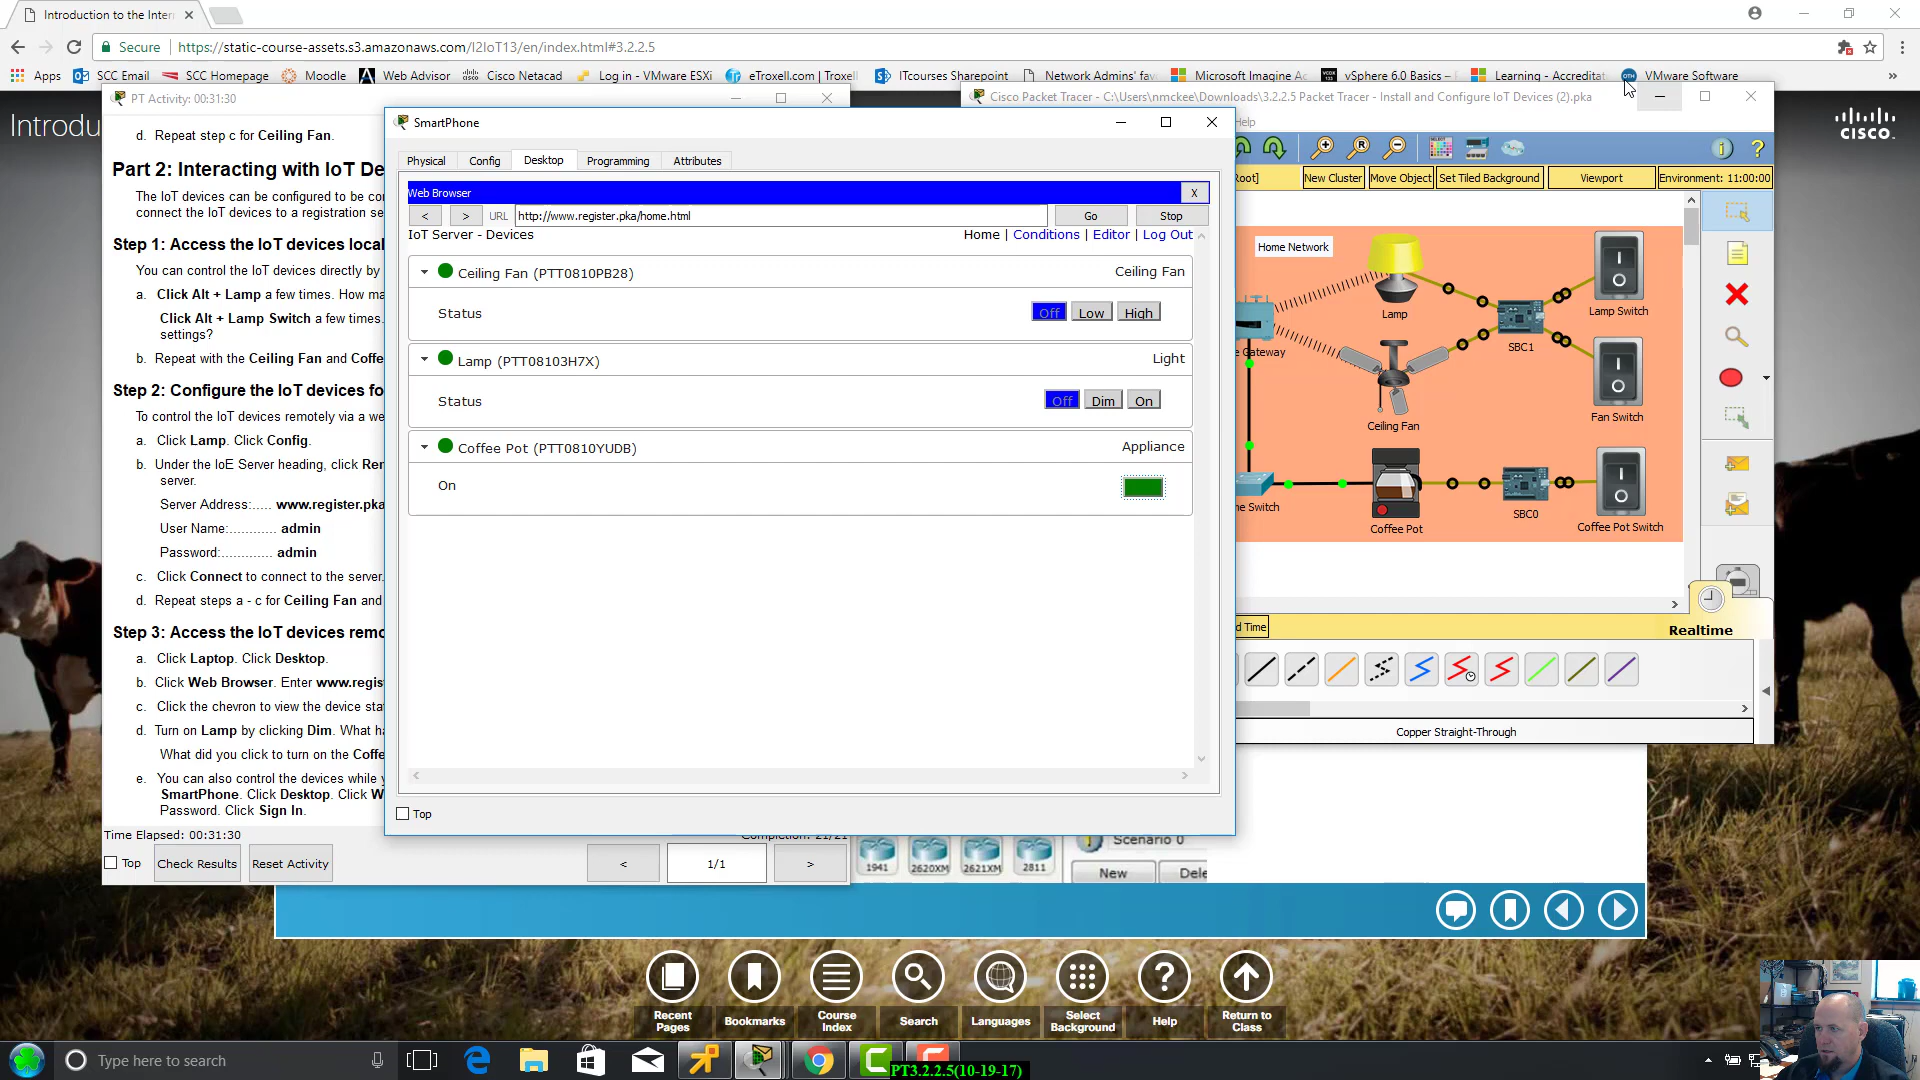 Introduction to the Inter
Secure
https://static-course-assets.s3.amazonaws.com/I2IoT13/en/index.html#3.2.2.5
Apps
SCC Email
SCC Homepage
Moodle
Web Advisor
Cisco Netacad
Log in - VMware ESXi
eTroxell.com | Troxell
ITcourses Sharepoint
Network Admins' fav
Microsoft Imagine Ac
vSphere 6.0 Basics –
Learning - Accreditat
VMware Software
PT Activity: 00:31:30
Introdu
d. Repeat step c for Ceiling Fan.
Part 2: Interacting with IoT De
The IoT devices can be configured to be con
connect the IoT devices to a registration se
Step 1: Access the IoT devices local
You can control the IoT devices directly by
a. Click Alt + Lamp a few times. How ma
Click Alt + Lamp Switch a few times.
settings?
b. Repeat with the Ceiling Fan and Coffe
Step 2: Configure the IoT devices fo
To control the IoT devices remotely via a we
a. Click Lamp. Click Config.
b. Under the IoE Server heading, click Rem
server.
Server Address:..... www.register.pka
User Name:............ admin
Password:............. admin
c. Click Connect to connect to the server.
d. Repeat steps a - c for Ceiling Fan and
Step 3: Access the IoT devices remo
a. Click Laptop. Click Desktop.
b. Click Web Browser. Enter www.regis
c. Click the chevron to view the device sta
d. Turn on Lamp by clicking Dim. What ha
What did you click to turn on the Coffe
e. You can also control the devices while y
SmartPhone. Click Desktop. Click W
Password. Click Sign In.
Time Elapsed: 00:31:30
Completion: 21/21
Top
Check Results
Reset Activity
<
1/1
>
SmartPhone
Physical
Config
Desktop
Programming
Attributes
Web Browser
X
<
>
URL
http://www.register.pka/home.html
Go
Stop
IoT Server - Devices
Home | Conditions | Editor | Log Out
Ceiling Fan (PTT0810PB28)
Ceiling Fan
Status
Off
Low
High
Lamp (PTT08103H7X)
Light
Status
Off
Dim
On
Coffee Pot (PTT0810YUDB)
Appliance
On
Top
Cisco Packet Tracer - C:\Users\nmckee\Downloads\3.2.2.5 Packet Tracer - Install and Configure IoT Devices (2).pka
Help
Root]
New Cluster
Move Object
Set Tiled Background
Viewport
Environment: 11:00:00
Home Network
Lamp
Lamp Switch
SBC1
e Gateway
Ceiling Fan
Fan Switch
me Switch
Coffee Pot
SBC0
Coffee Pot Switch
d Time
Realtime
Copper Straight-Through
1941
2620XM
2621XM
2811
Scenario 0
New
Dele
CISCO
Recent
Pages
Bookmarks
Course
Index
Search
Languages
Select
Background
Help
Return to
Class
Type here to search
PT3.2.2.5(10-19-17)